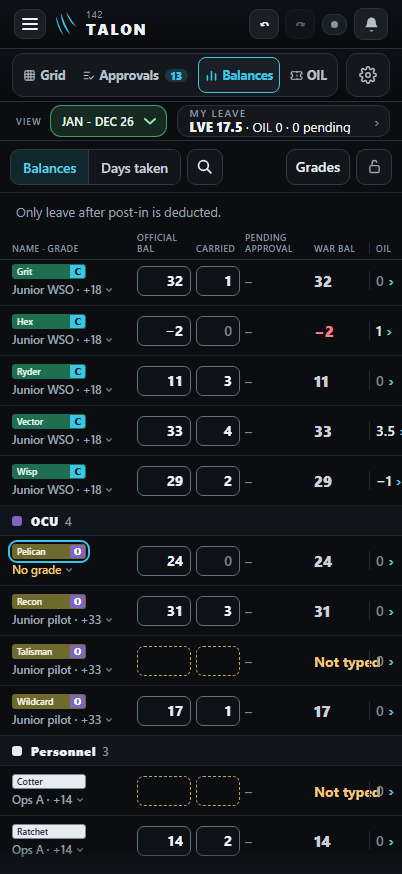 142
TALON
Grid
Approvals 13
Balances
OIL
VIEW
JAN - DEC 26
MY LEAVE
LVE 17.5 · OIL 0 · 0 pending
Balances
Days taken
Grades
Only leave after post-in is deducted.
NAME · GRADE
OFFICIAL BAL
CARRIED
PENDING APPROVAL
WAR BAL
OIL
Grit C
Junior WSO · +18
32 1 – 32 0
Hex C
Junior WSO · +18
−2 0 – −2 1
Ryder C
Junior WSO · +18
11 3 – 11 0
Vector C
Junior WSO · +18
33 4 – 33 3.5
Wisp C
Junior WSO · +18
29 2 – 29 −1
OCU 4
Pelican O
No grade
24 0 – 24 0
Recon O
Junior pilot · +33
31 3 – 31 0
Talisman O
Junior pilot · +33
– Not typed 0
Wildcard O
Junior pilot · +33
17 1 – 17 0
Personnel 3
Cotter
Ops A · +14
– Not typed 0
Ratchet
Ops A · +14
14 2 – 14 0